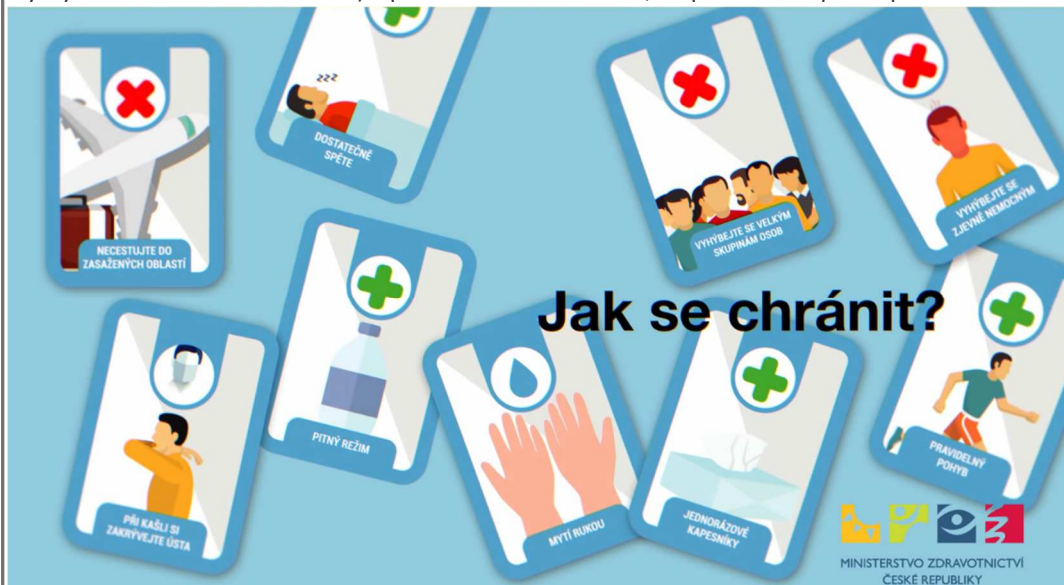 NECESTUJTE DO
ZASAŽENÝCH OBLASTÍ
zzz
DOSTATEČNĚ
SPĚTE
VYHÝBEJTE SE VELKÝM
SKUPINÁM OSOB
VYHÝBEJTE SE
ZJEVNĚ NEMOCNÝM
Jak se chránit?
PŘI KAŠLI SI
ZAKRÝVEJTE ÚSTA
PITNÝ REŽIM
MYTÍ RUKOU
JEDNORÁZOVÉ
KAPESNÍKY
PRAVIDELNÝ
POHYB
MINISTERSTVO ZDRAVOTNICTVÍ
ČESKÉ REPUBLIKY